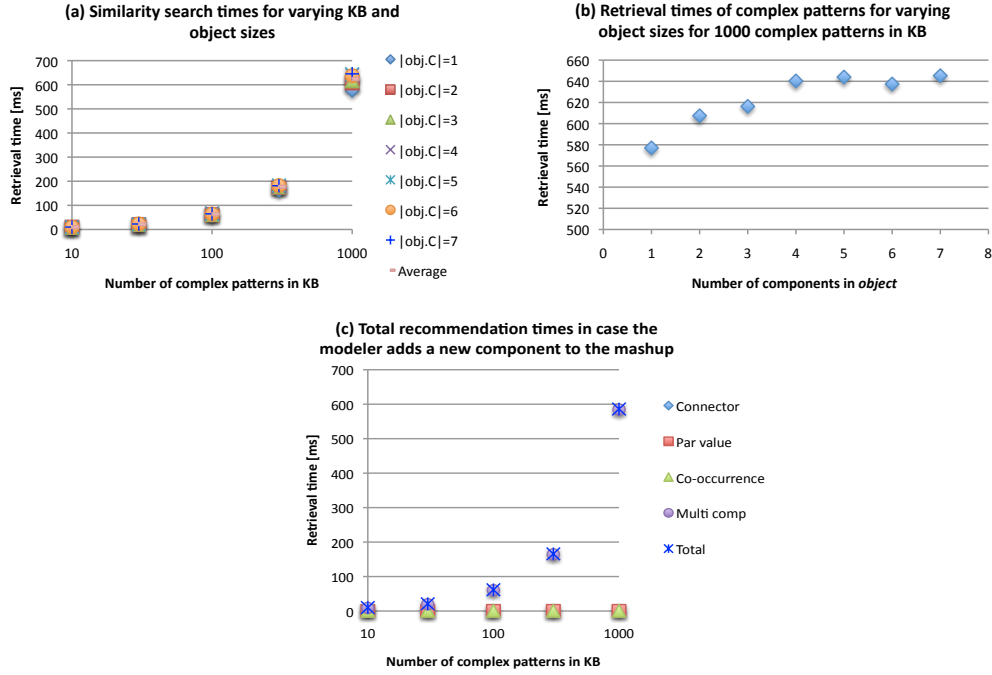 (a) Similarity search times for varying KB and
object sizes
Retrieval time [ms]
700
600
500
400
300
200
100
0
10
100
1000
Number of complex patterns in KB
|obj.C|=1
|obj.C|=2
|obj.C|=3
|obj.C|=4
|obj.C|=5
|obj.C|=6
|obj.C|=7
Average
(b) Retrieval times of complex patterns for varying
object sizes for 1000 complex patterns in KB
Retrieval time [ms]
660
640
620
600
580
560
540
520
500
0 1 2 3 4 5 6 7 8
Number of components in object
(c) Total recommendation times in case the
modeler adds a new component to the mashup
Retrieval time [ms]
700
600
500
400
300
200
100
0
10
100
1000
Number of complex patterns in KB
Connector
Par value
Co-occurrence
Multi comp
Total